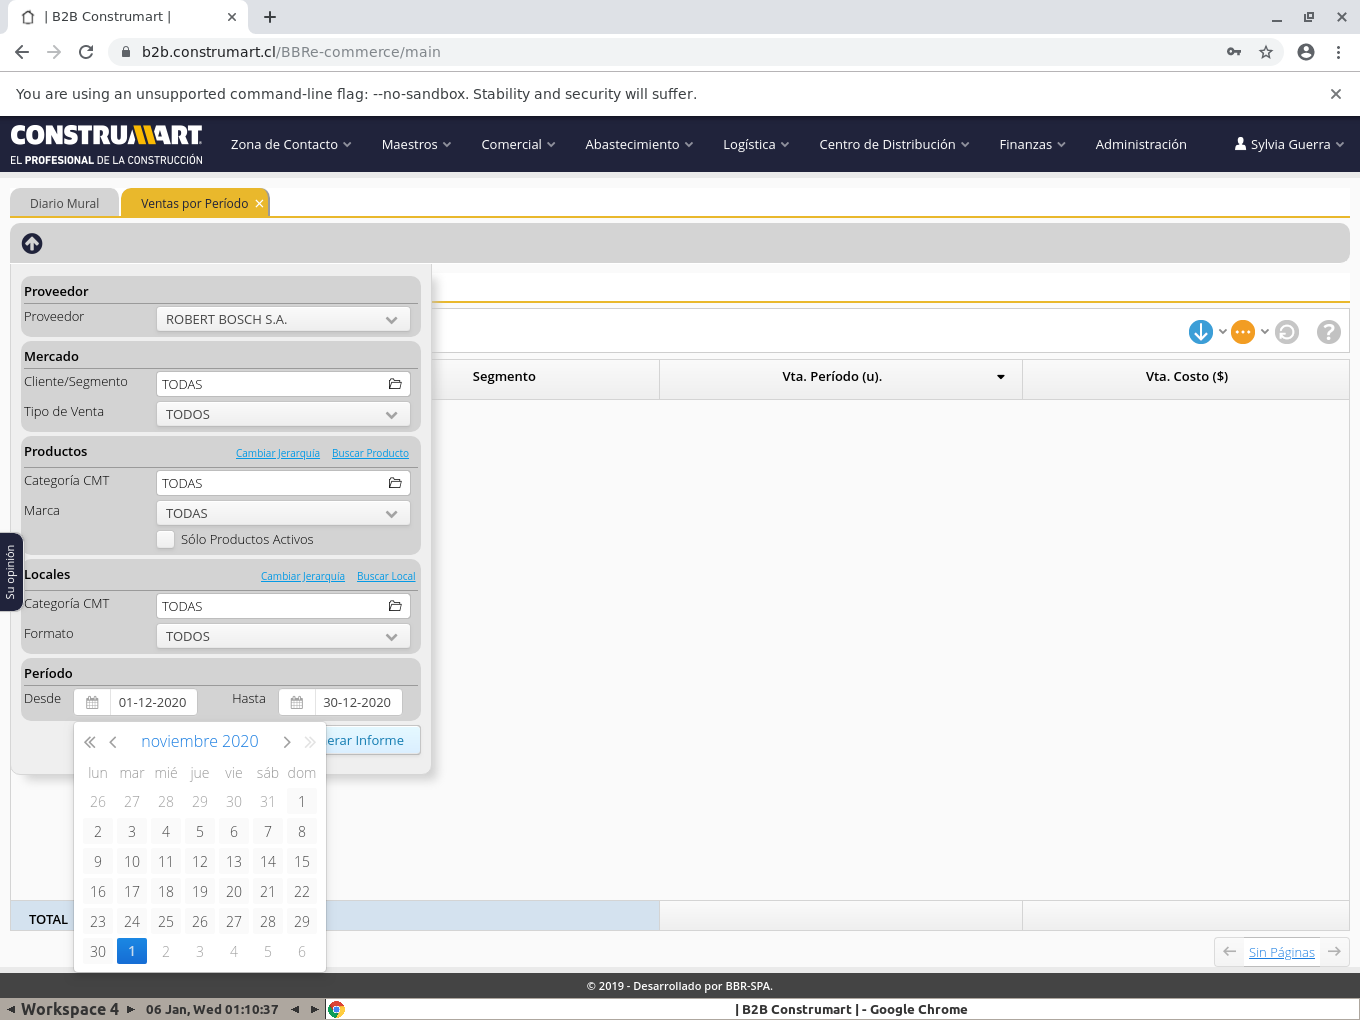 | B2B Construmart |
b2b.construmart.cl/BBRe-commerce/main
You are using an unsupported command-line flag: --no-sandbox. Stability and security will suffer.
CONSTRUMART
EL PROFESIONAL DE LA CONSTRUCCIÓN
Zona de Contacto Maestros Comercial Abastecimiento Logística Centro de Distribución Finanzas Administración Sylvia Guerra
Diario Mural Ventas por Período
Proveedor
Proveedor ROBERT BOSCH S.A.
Mercado
Cliente/Segmento TODAS
Tipo de Venta TODOS
Productos Cambiar Jerarquía Buscar Producto
Categoría CMT TODAS
Marca TODAS
Sólo Productos Activos
Locales Cambiar Jerarquía Buscar Local
Categoría CMT TODAS
Formato TODOS
Período
Desde 01-12-2020 Hasta 30-12-2020
erar Informe
noviembre 2020
lun mar mié jue vie sáb dom
26 27 28 29 30 31 1
2 3 4 5 6 7 8
9 10 11 12 13 14 15
16 17 18 19 20 21 22
23 24 25 26 27 28 29
30 1 2 3 4 5 6
Su opinión
Segmento Vta. Período (u). Vta. Costo ($)
TOTAL
Sin Páginas
© 2019 - Desarrollado por BBR-SPA.
Workspace 4 06 Jan, Wed 01:10:37 | B2B Construmart | - Google Chrome